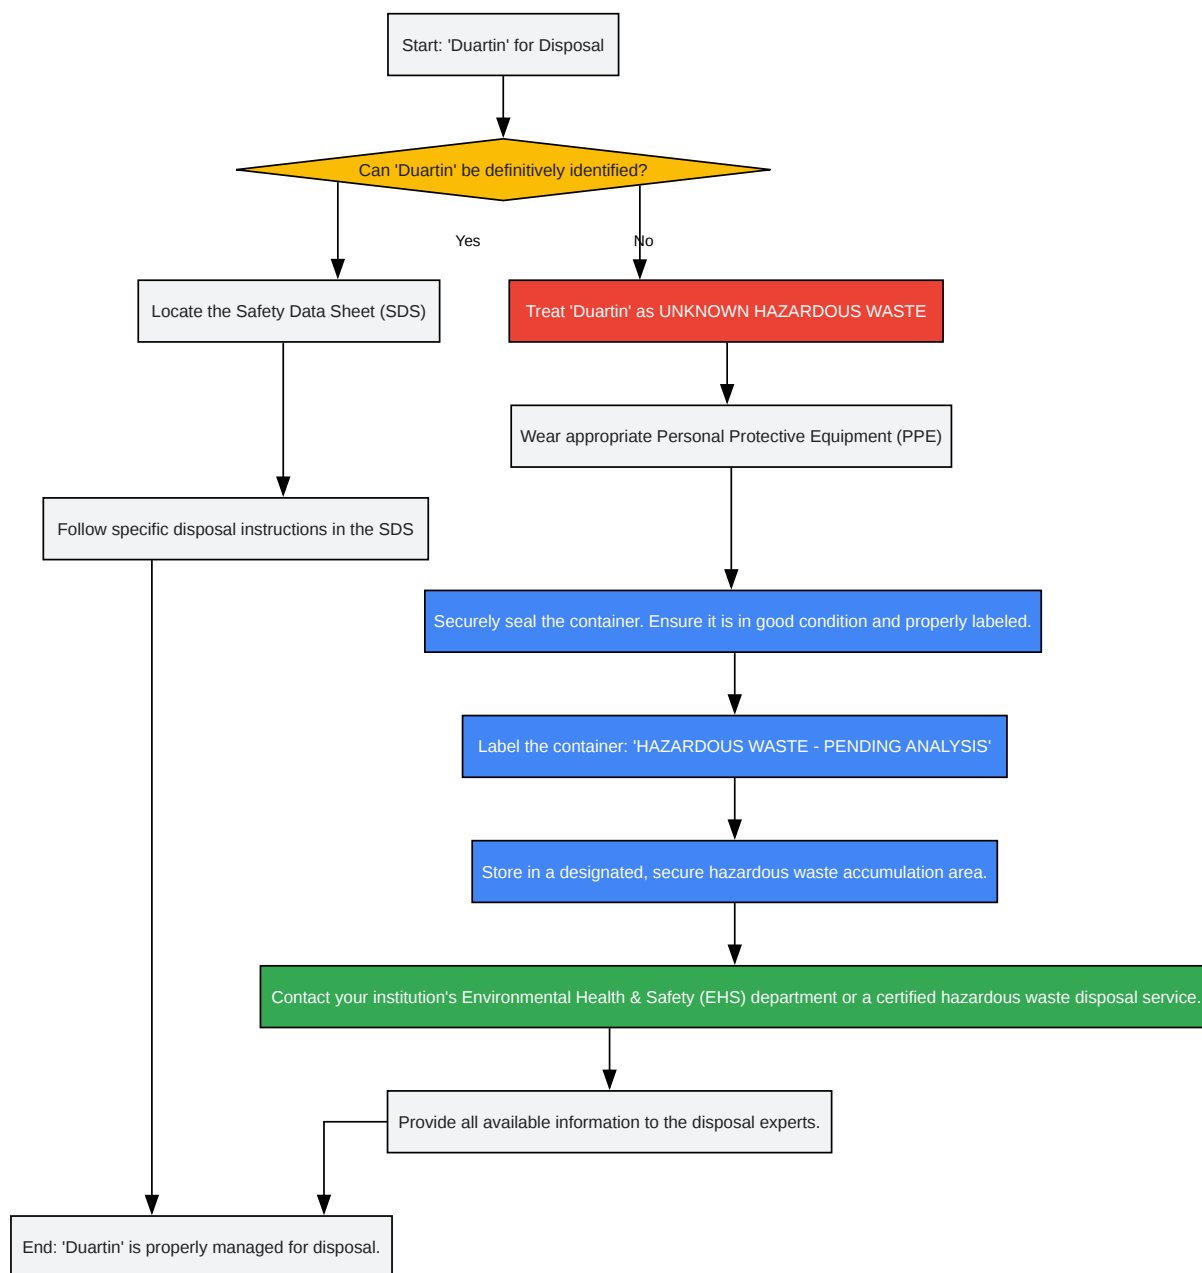 Start: 'Duartin' for Disposal
Can 'Duartin' be definitively identified?
Yes
No
Locate the Safety Data Sheet (SDS)
Treat 'Duartin' as UNKNOWN HAZARDOUS WASTE
Wear appropriate Personal Protective Equipment (PPE)
Follow specific disposal instructions in the SDS
Securely seal the container. Ensure it is in good condition and properly labeled.
Label the container: 'HAZARDOUS WASTE - PENDING ANALYSIS'
Store in a designated, secure hazardous waste accumulation area.
Contact your institution's Environmental Health & Safety (EHS) department or a certified hazardous waste disposal service.
Provide all available information to the disposal experts.
End: 'Duartin' is properly managed for disposal.